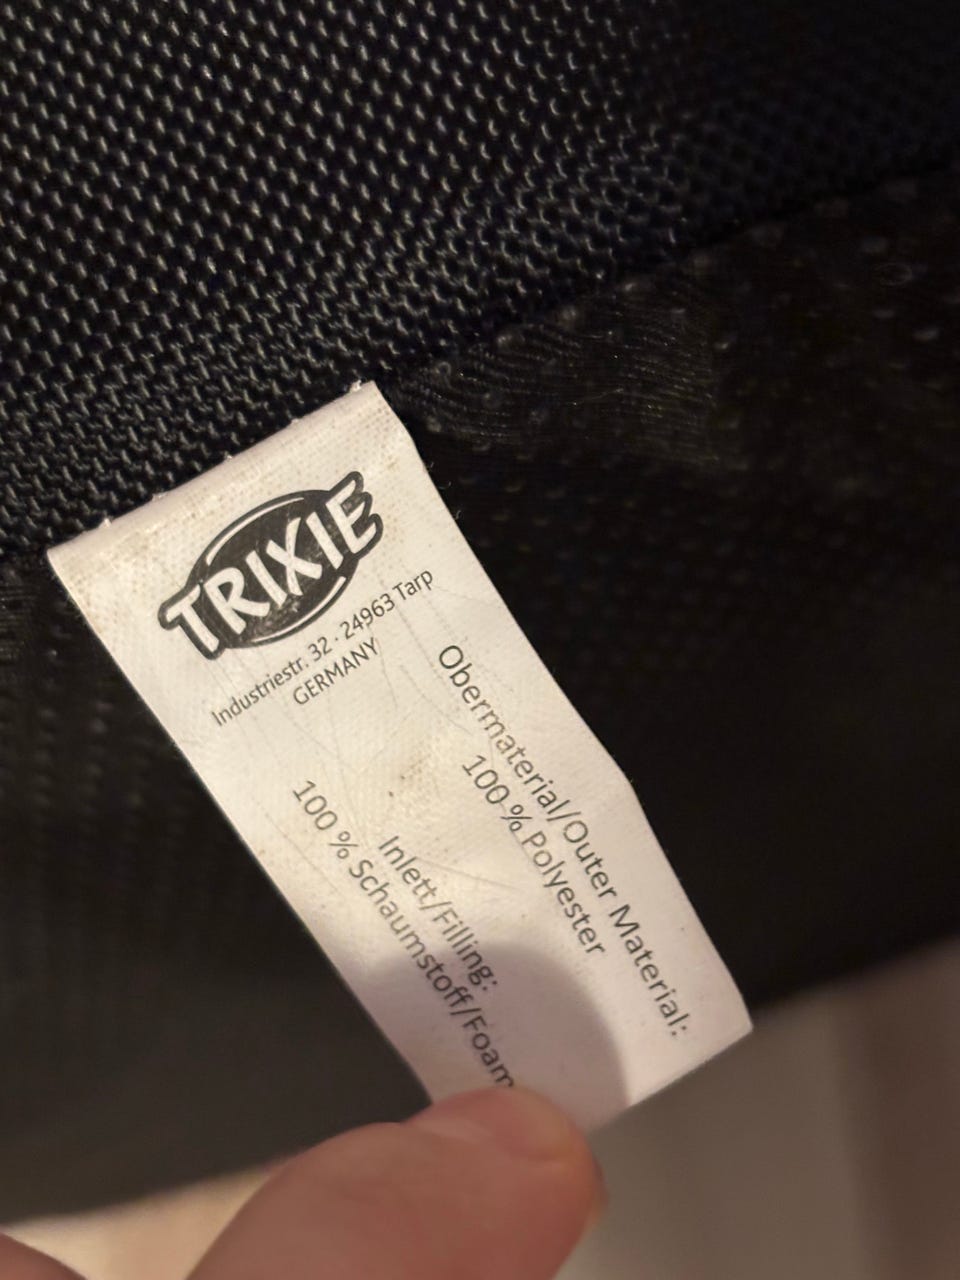 TRIXIE
Industriestr. 32 · 24963 Tarp
GERMANY
Obermaterial/Outer Material:
100 % Polyester
Inlett/Filling:
100 % Schaumstoff/Foam